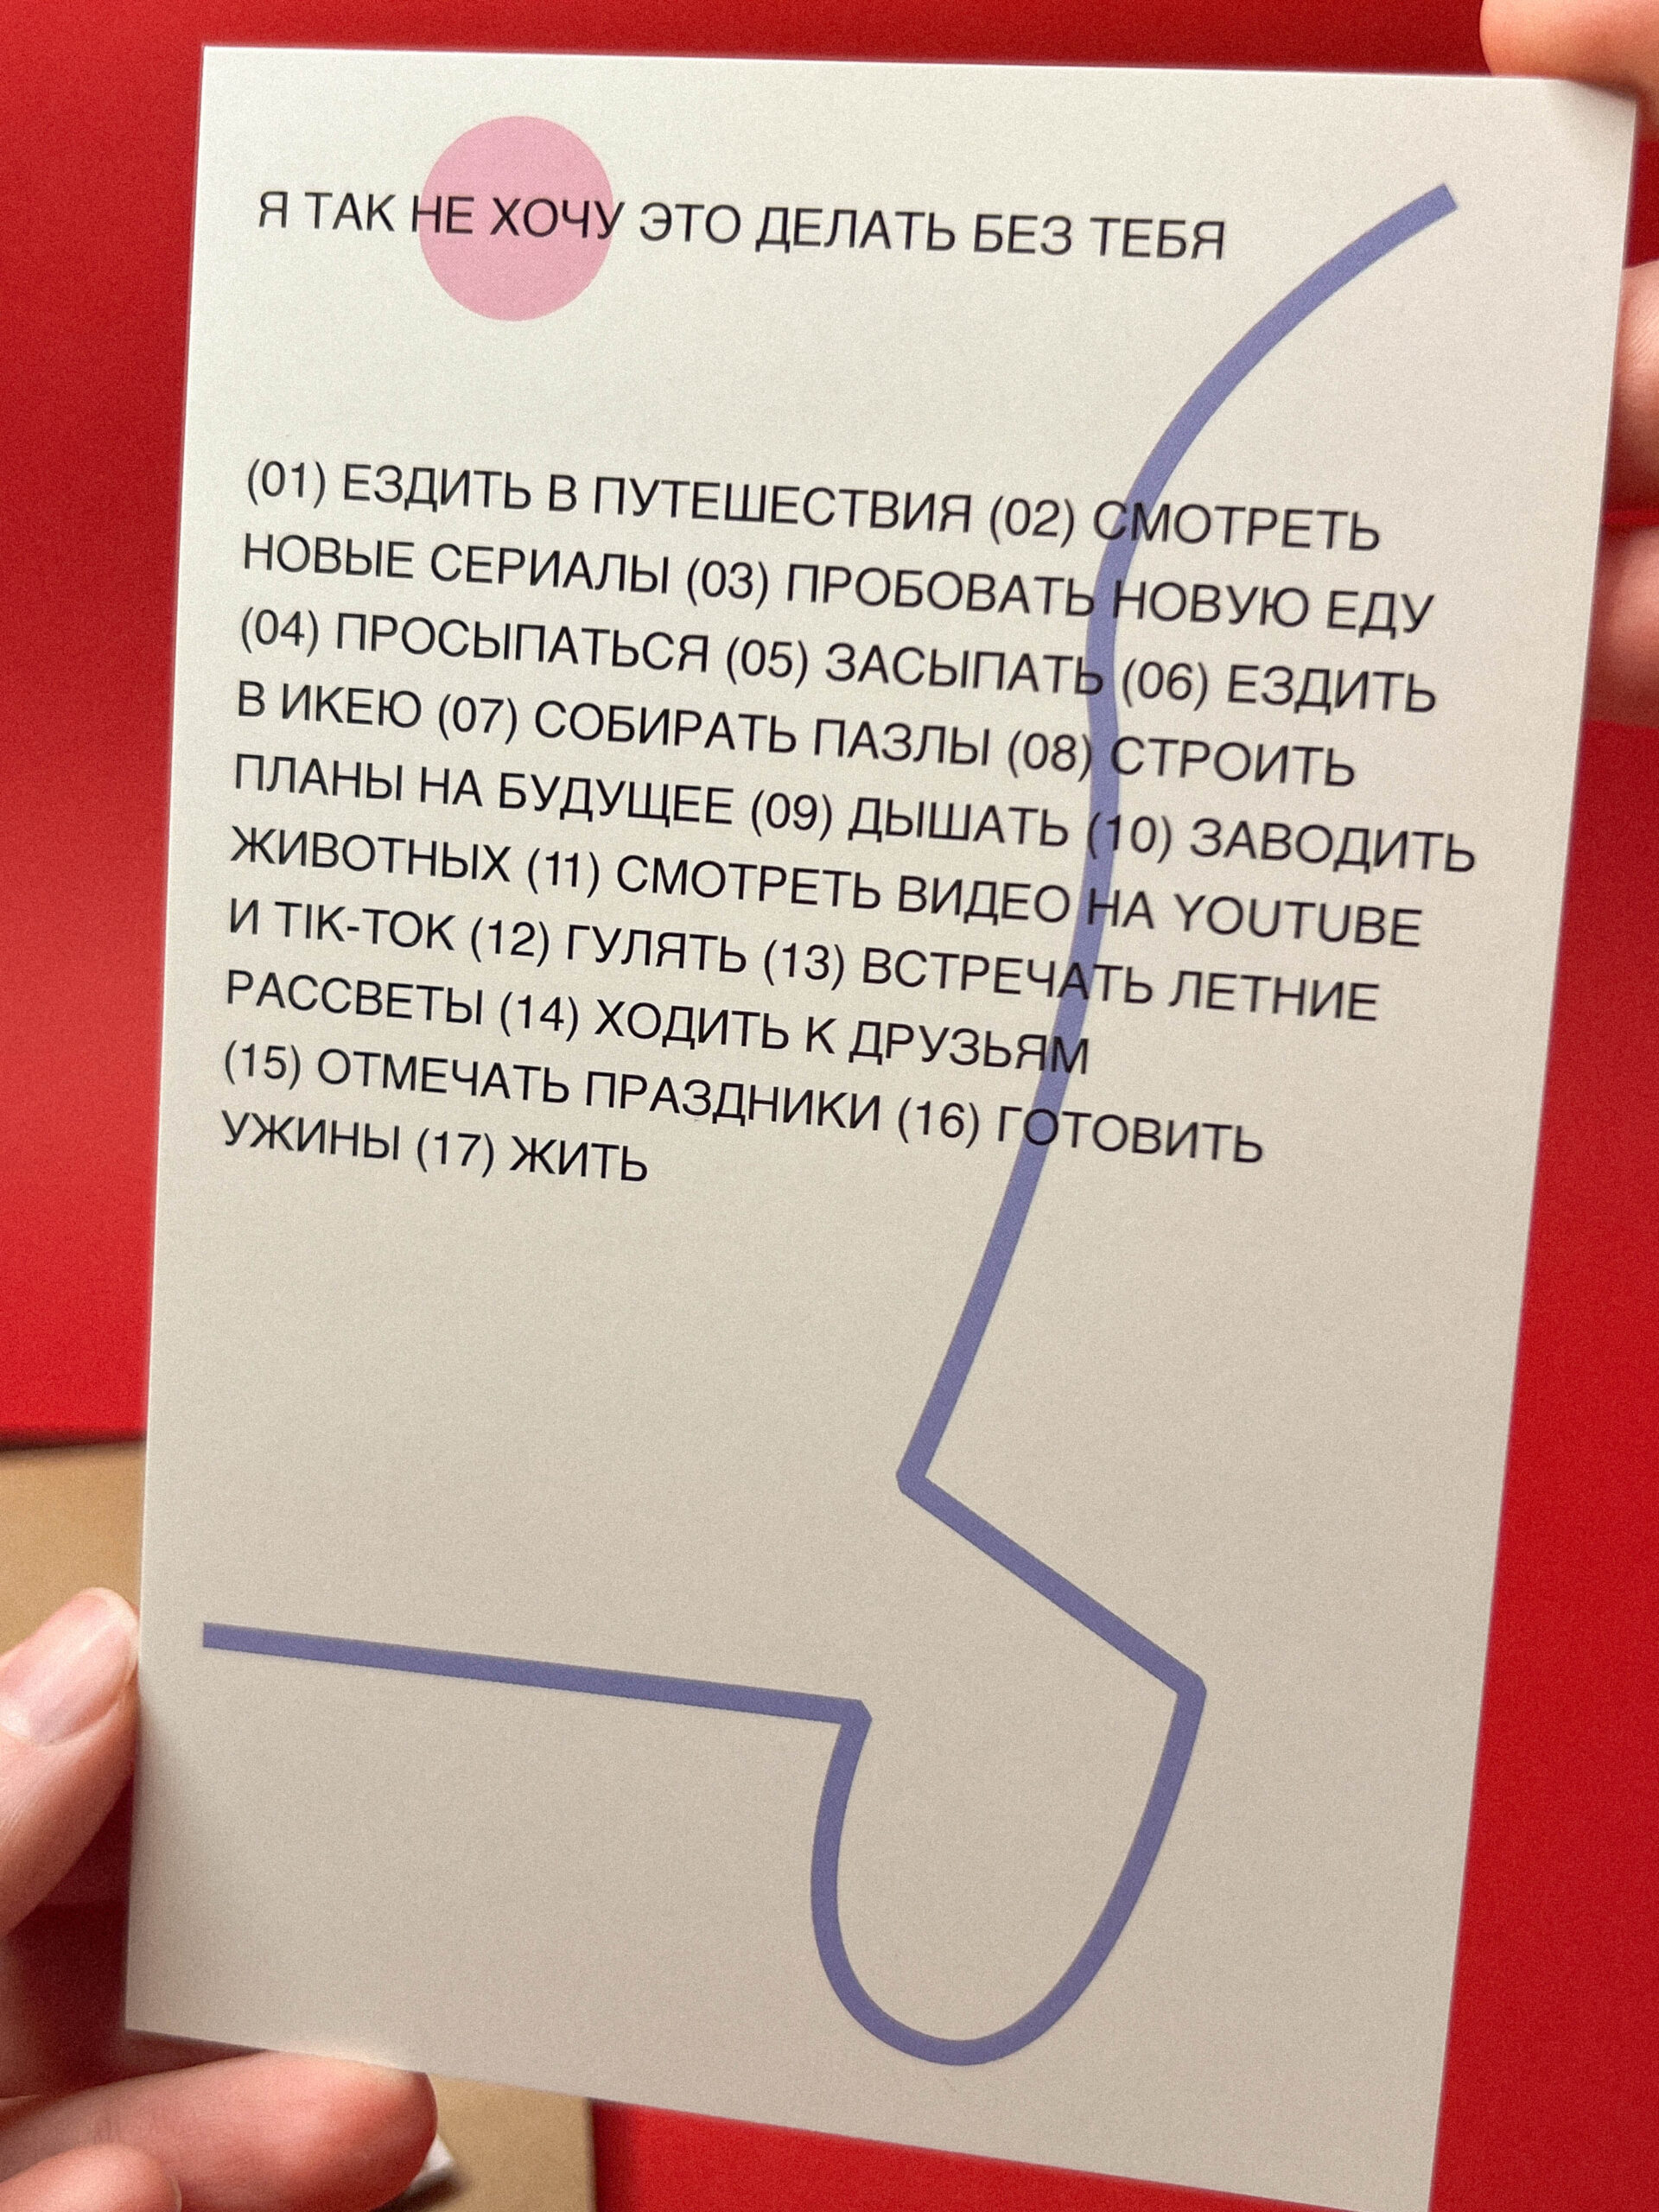 Я ТАК НЕ ХОЧУ ЭТО ДЕЛАТЬ БЕЗ ТЕБЯ
(01) ЕЗДИТЬ В ПУТЕШЕСТВИЯ (02) СМОТРЕТЬ
НОВЫЕ СЕРИАЛЫ (03) ПРОБОВАТЬ НОВУЮ ЕДУ
(04) ПРОСЫПАТЬСЯ (05) ЗАСЫПАТЬ (06) ЕЗДИТЬ
В ИКЕЮ (07) СОБИРАТЬ ПАЗЛЫ (08) СТРОИТЬ
ПЛАНЫ НА БУДУЩЕЕ (09) ДЫШАТЬ (10) ЗАВОДИТЬ
ЖИВОТНЫХ (11) СМОТРЕТЬ ВИДЕО НА YOUTUBE
И TIK-TOK (12) ГУЛЯТЬ (13) ВСТРЕЧАТЬ ЛЕТНИЕ
РАССВЕТЫ (14) ХОДИТЬ К ДРУЗЬЯМ
(15) ОТМЕЧАТЬ ПРАЗДНИКИ (16) ГОТОВИТЬ
УЖИНЫ (17) ЖИТЬ